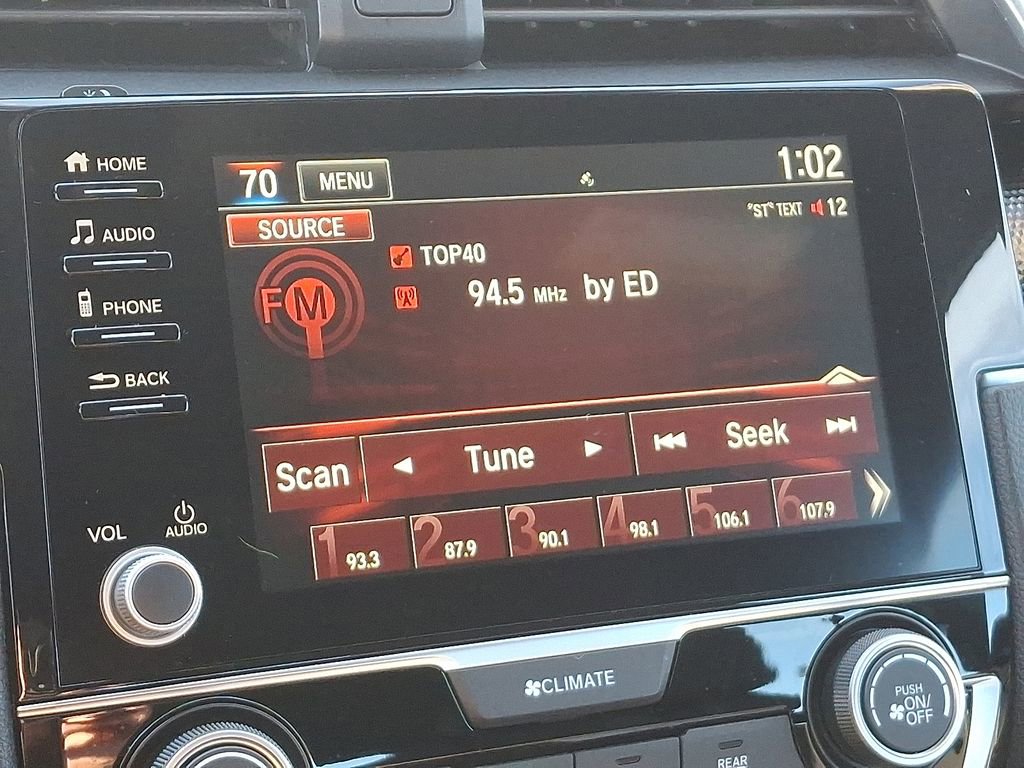 HOME
AUDIO
PHONE
BACK
VOL
AUDIO
70 MENU 1:02
SOURCE "ST" TEXT 12
FM
TOP40
94.5 MHz by ED
Scan Tune Seek
1 93.3 2 87.9 3 90.1 4 98.1 5 106.1 6 107.9
CLIMATE
PUSH
ON/
OFF
REAR